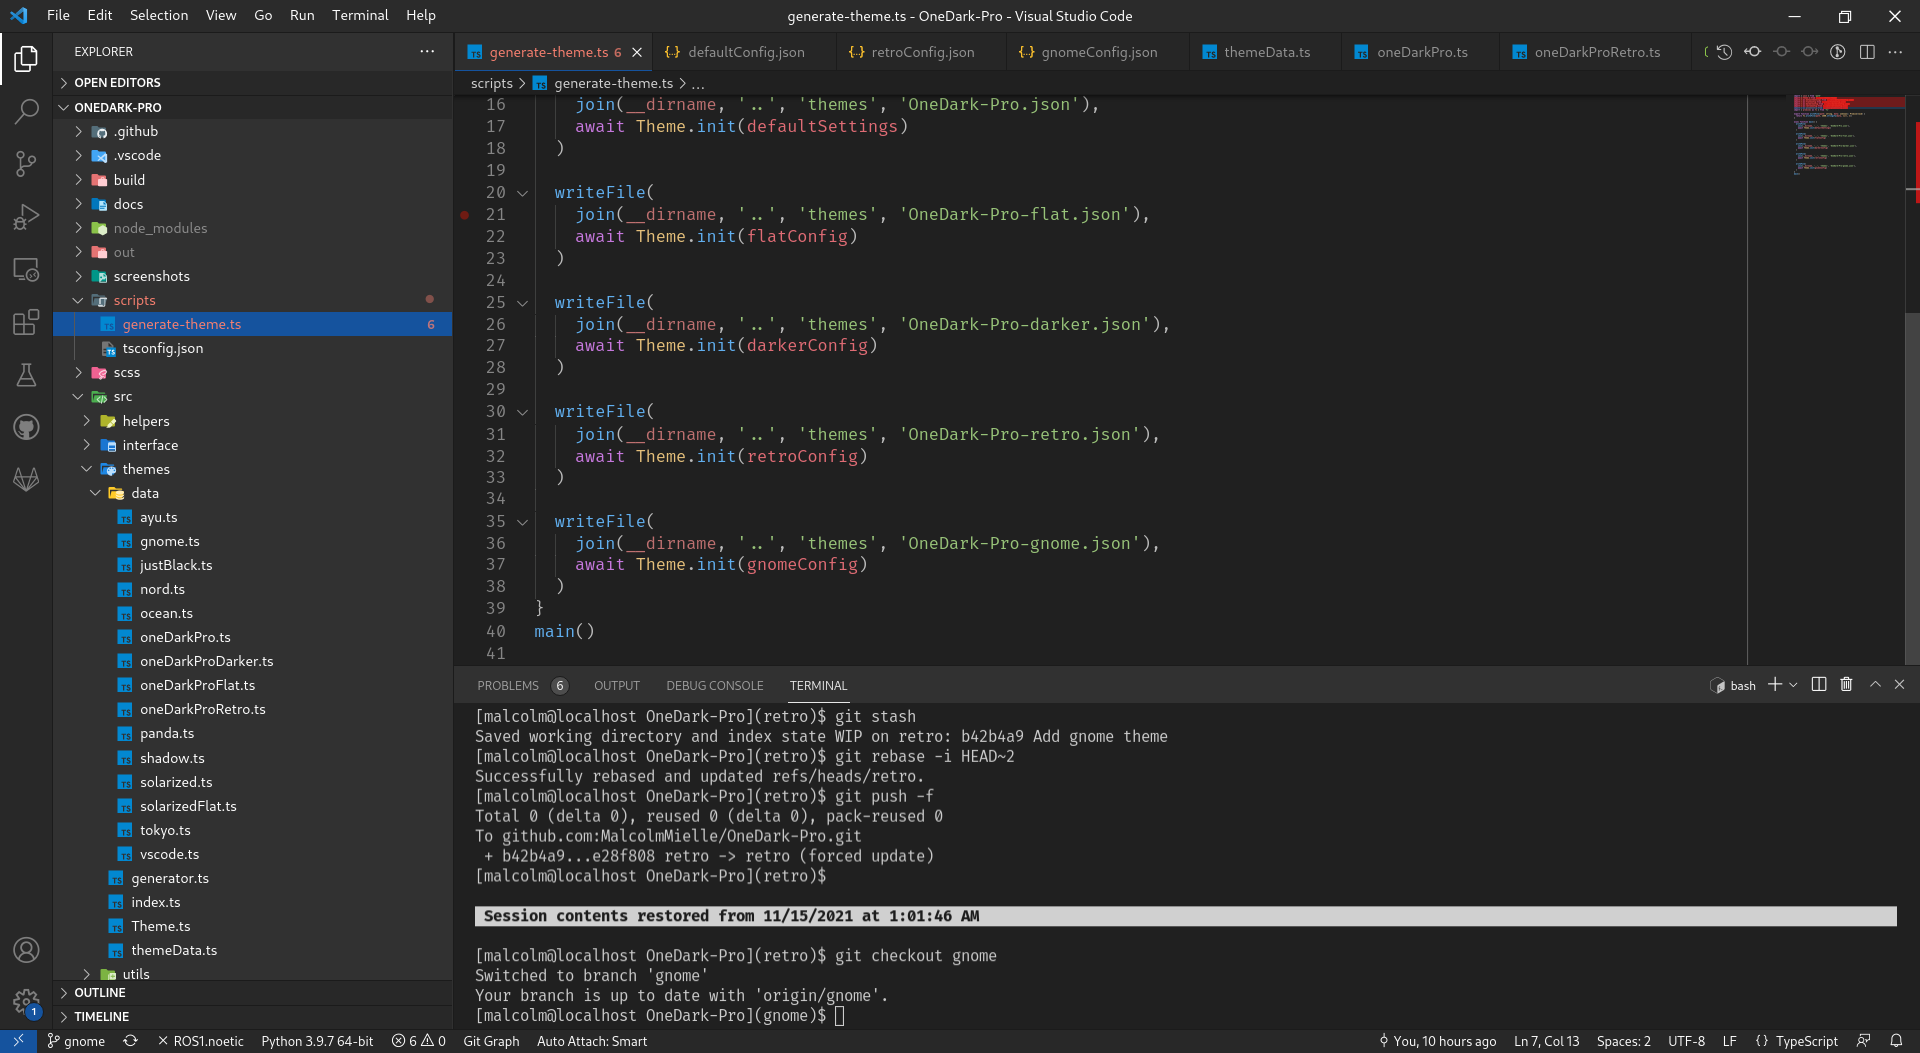 File Edit Selection View Go Run Terminal Help
generate-theme.ts - OneDark-Pro - Visual Studio Code
EXPLORER
OPEN EDITORS
ONEDARK-PRO
.github
.vscode
build
docs
node_modules
out
screenshots
scripts
generate-theme.ts 6
tsconfig.json
scss
src
helpers
interface
themes
data
ayu.ts
gnome.ts
justBlack.ts
nord.ts
ocean.ts
oneDarkPro.ts
oneDarkProDarker.ts
oneDarkProFlat.ts
oneDarkProRetro.ts
panda.ts
shadow.ts
solarized.ts
solarizedFlat.ts
tokyo.ts
vscode.ts
generator.ts
index.ts
Theme.ts
themeData.ts
utils
OUTLINE
TIMELINE
1
generate-theme.ts 6 defaultConfig.json retroConfig.json gnomeConfig.json themeData.ts oneDarkPro.ts oneDarkProRetro.ts
scripts > generate-theme.ts > ...
16 join(__dirname, '..', 'themes', 'OneDark-Pro.json'),
17 await Theme.init(defaultSettings)
18 )
19
20 writeFile(
21 join(__dirname, '..', 'themes', 'OneDark-Pro-flat.json'),
22 await Theme.init(flatConfig)
23 )
24
25 writeFile(
26 join(__dirname, '..', 'themes', 'OneDark-Pro-darker.json'),
27 await Theme.init(darkerConfig)
28 )
29
30 writeFile(
31 join(__dirname, '..', 'themes', 'OneDark-Pro-retro.json'),
32 await Theme.init(retroConfig)
33 )
34
35 writeFile(
36 join(__dirname, '..', 'themes', 'OneDark-Pro-gnome.json'),
37 await Theme.init(gnomeConfig)
38 )
39 }
40 main()
41
PROBLEMS 6 OUTPUT DEBUG CONSOLE TERMINAL bash
[malcolm@localhost OneDark-Pro](retro)$ git stash
Saved working directory and index state WIP on retro: b42b4a9 Add gnome theme
[malcolm@localhost OneDark-Pro](retro)$ git rebase -i HEAD~2
Successfully rebased and updated refs/heads/retro.
[malcolm@localhost OneDark-Pro](retro)$ git push -f
Total 0 (delta 0), reused 0 (delta 0), pack-reused 0
To github.com:MalcolmMielle/OneDark-Pro.git
+ b42b4a9...e28f808 retro -> retro (forced update)
[malcolm@localhost OneDark-Pro](retro)$
Session contents restored from 11/15/2021 at 1:01:46 AM
[malcolm@localhost OneDark-Pro](retro)$ git checkout gnome
Switched to branch 'gnome'
Your branch is up to date with 'origin/gnome'.
[malcolm@localhost OneDark-Pro](gnome)$
gnome ROS1.noetic Python 3.9.7 64-bit 6 0 Git Graph Auto Attach: Smart You, 10 hours ago Ln 7, Col 13 Spaces: 2 UTF-8 LF {} TypeScript